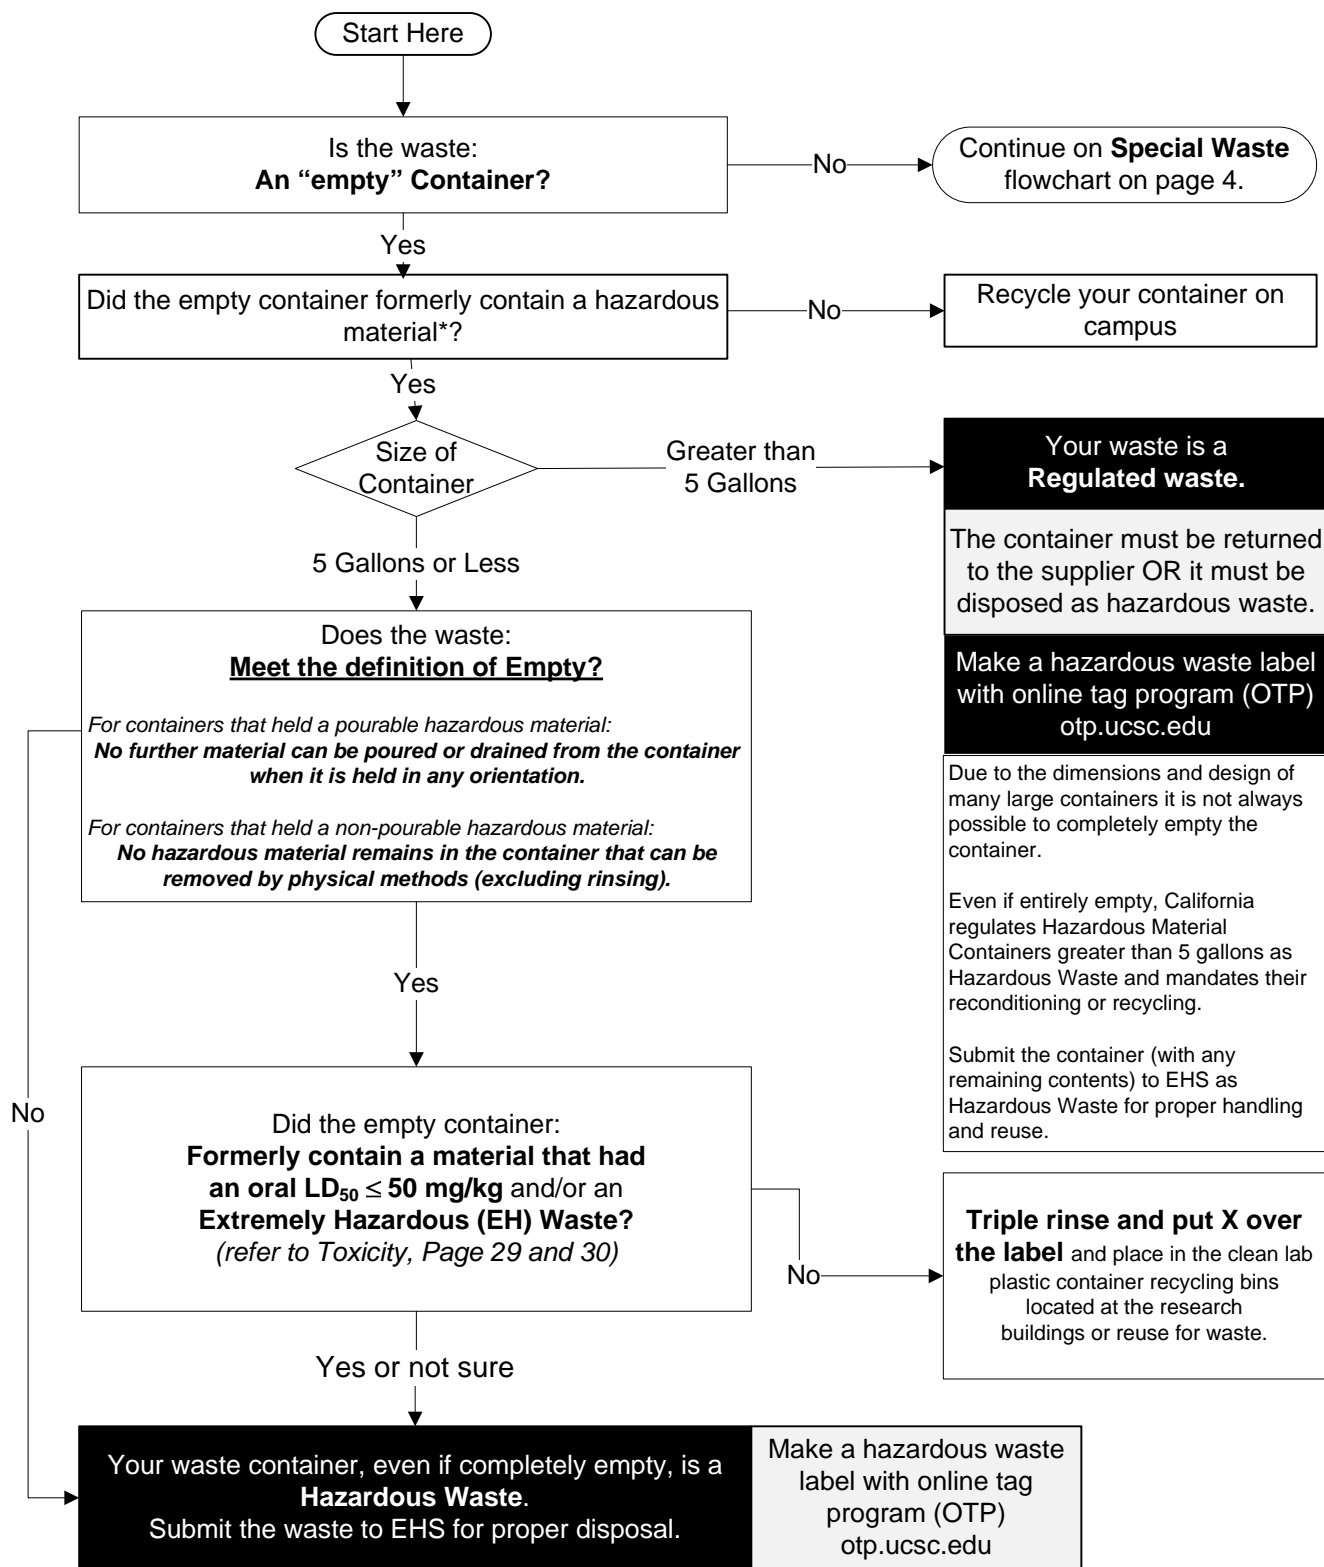 Start Here
Is the waste:
An “empty” Container?
No
Continue on Special Waste
flowchart on page 4.
Yes
Did the empty container formerly contain a hazardous
material*?
No
Recycle your container on
campus
Yes
Size of
Container
Greater than
5 Gallons
Your waste is a
Regulated waste.
The container must be returned
to the supplier OR it must be
disposed as hazardous waste.
Make a hazardous waste label
with online tag program (OTP)
otp.ucsc.edu
Due to the dimensions and design of
many large containers it is not always
possible to completely empty the
container.
Even if entirely empty, California
regulates Hazardous Material
Containers greater than 5 gallons as
Hazardous Waste and mandates their
reconditioning or recycling.
Submit the container (with any
remaining contents) to EHS as
Hazardous Waste for proper handling
and reuse.
5 Gallons or Less
Does the waste:
Meet the definition of Empty?
For containers that held a pourable hazardous material:
No further material can be poured or drained from the container
when it is held in any orientation.
For containers that held a non-pourable hazardous material:
No hazardous material remains in the container that can be
removed by physical methods (excluding rinsing).
Yes
No
Did the empty container:
Formerly contain a material that had
an oral LD50 ≤ 50 mg/kg and/or an
Extremely Hazardous (EH) Waste?
(refer to Toxicity, Page 29 and 30)
No
Triple rinse and put X over
the label and place in the clean lab
plastic container recycling bins
located at the research
buildings or reuse for waste.
Yes or not sure
Your waste container, even if completely empty, is a
Hazardous Waste.
Submit the waste to EHS for proper disposal.
Make a hazardous waste
label with online tag
program (OTP)
otp.ucsc.edu